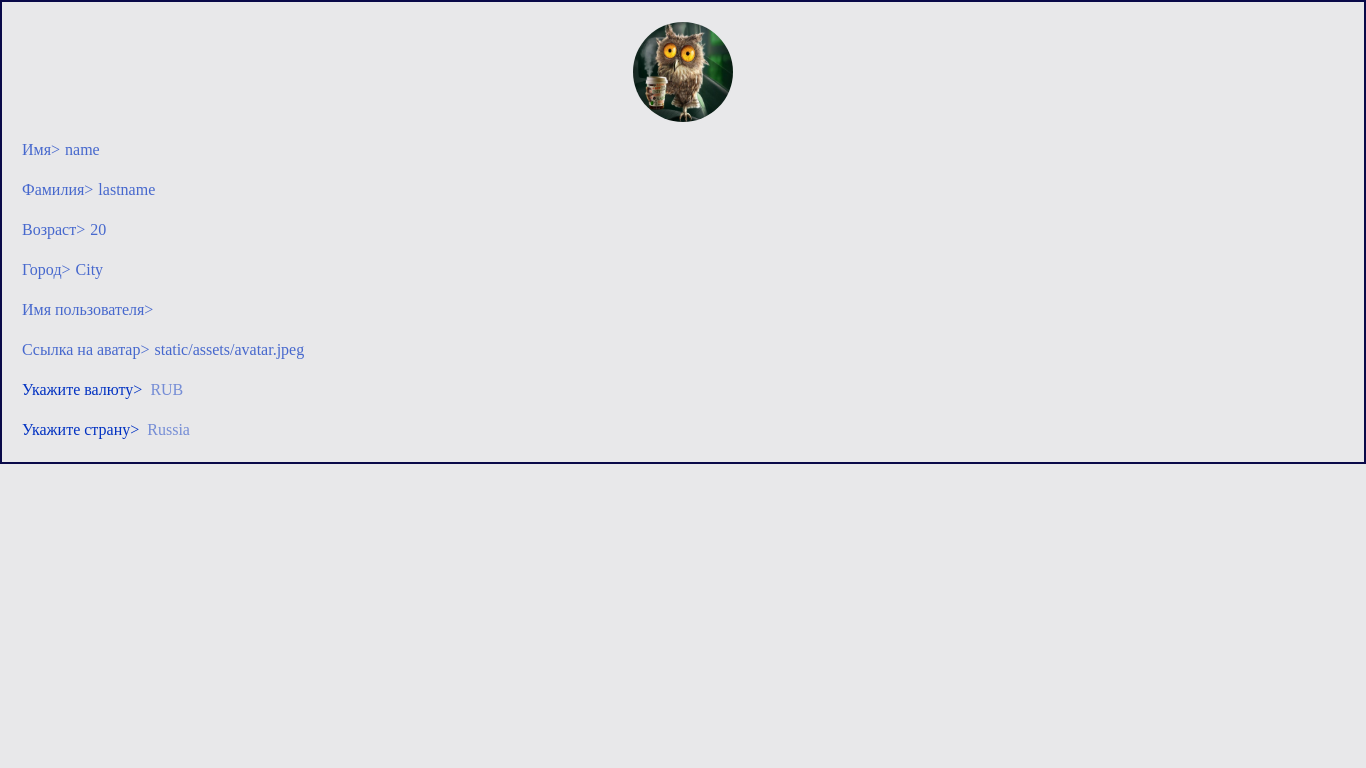 Имя> name
Фамилия> lastname
Возраст> 20
Город> City
Имя пользователя>
Ссылка на аватар> static/assets/avatar.jpeg
Укажите валюту> RUB
Укажите страну> Russia